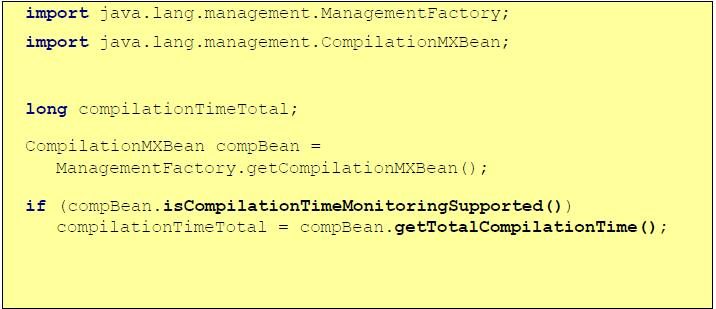 import java.lang.management.ManagementFactory;
import java.lang.management.CompilationMXBean;
long compilationTimeTotal;
CompilationMXBean compBean =
ManagementFactory.getCompilationMXBean();
if (compBean.isCompilationTimeMonitoringSupported())
compilationTimeTotal = compBean.getTotalCompilationTime();